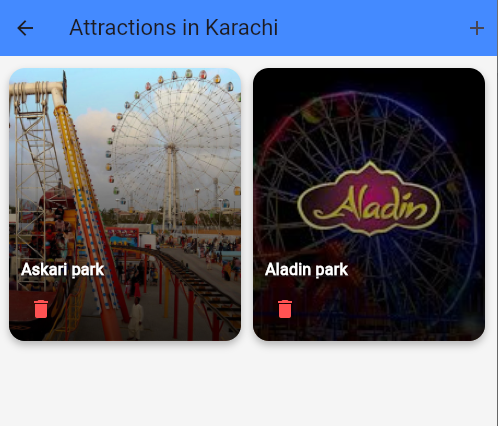 Attractions in Karachi
Aladin
Askari park
Aladin park